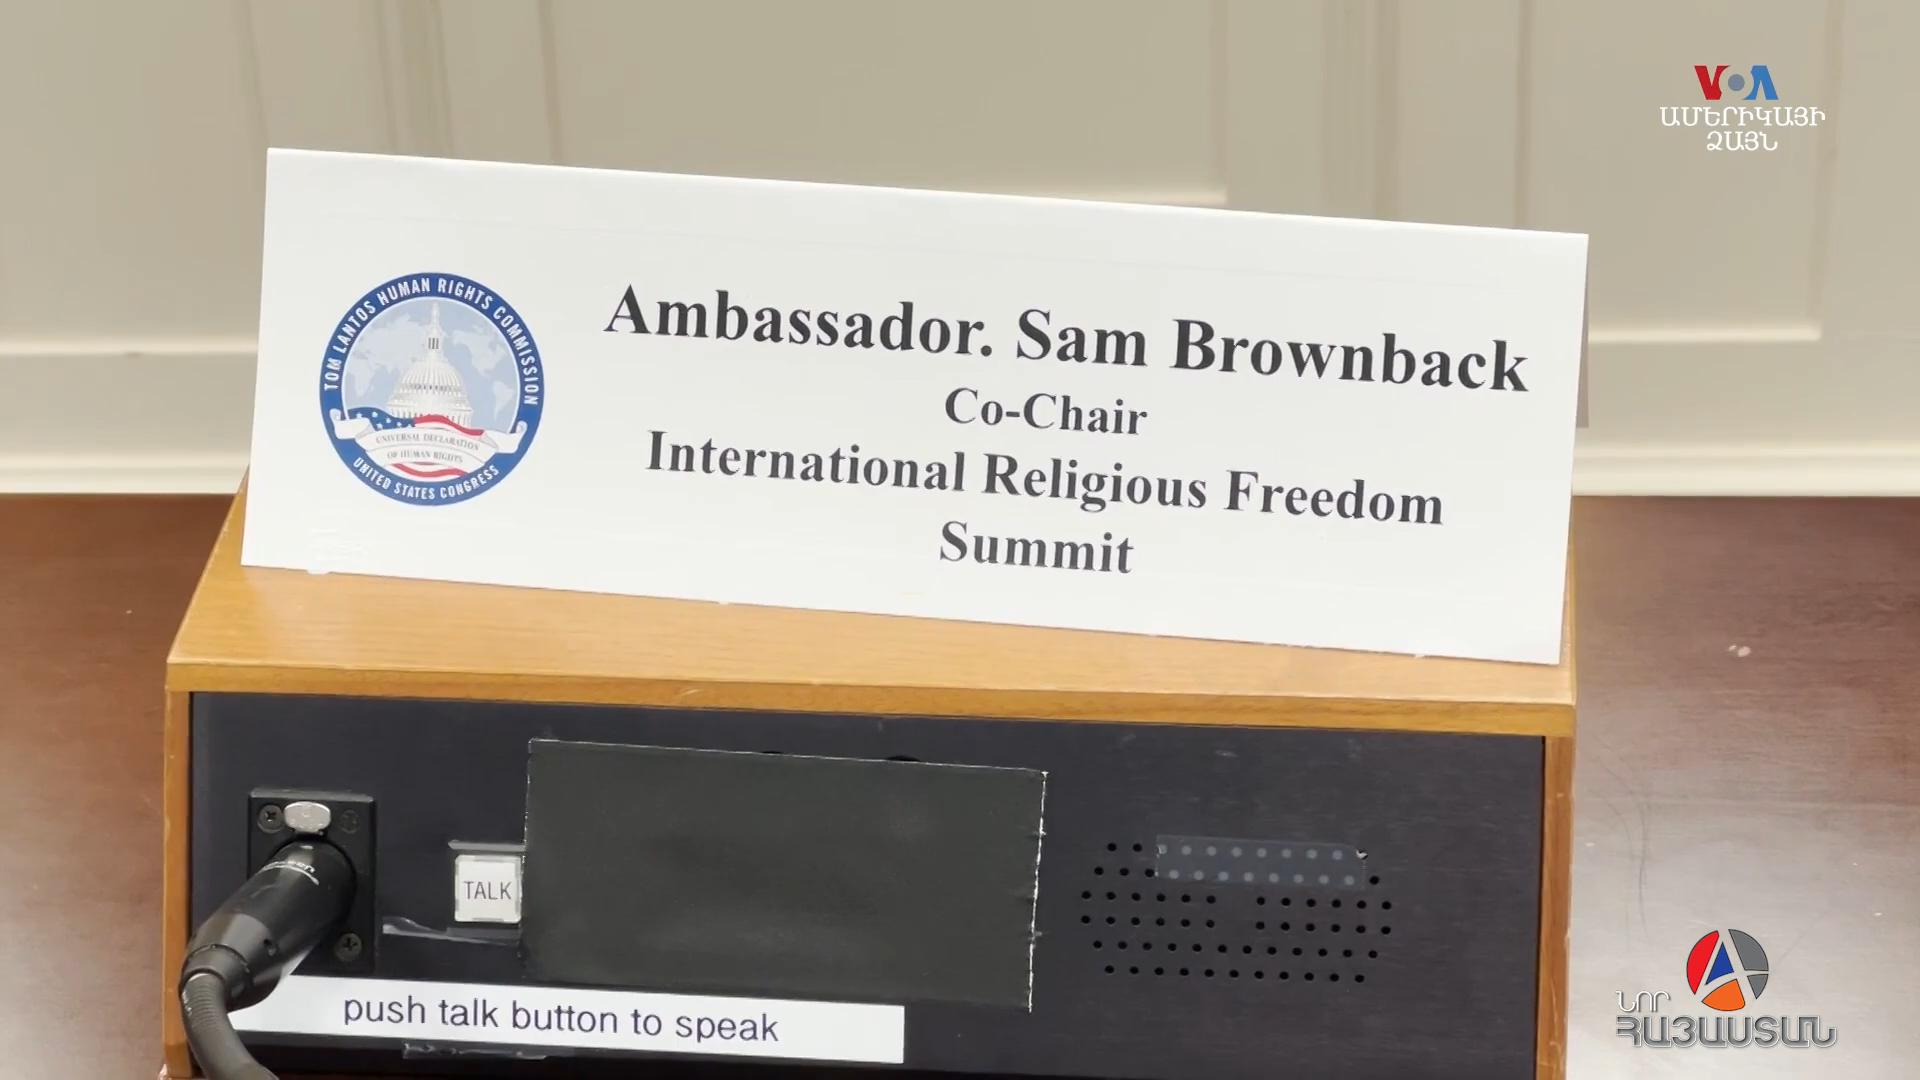 VOA
ԱՄԵՐԻԿԱՅԻ
ՁԱՅՆ
TOM LANTOS HUMAN RIGHTS COMMISSION
UNIVERSAL DECLARATION
OF HUMAN RIGHTS
UNITED STATES CONGRESS
Ambassador. Sam Brownback
Co-Chair
International Religious Freedom
Summit
TALK
push talk button to speak
ՆՈՐ
ՀԱՅԱՍՏԱՆ